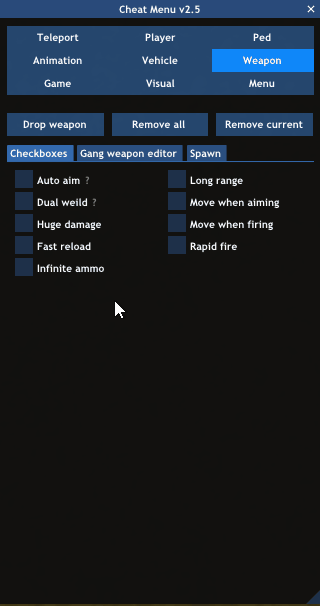 Cheat Menu v2.5
Teleport Player Ped
Animation Vehicle Weapon
Game Visual Menu
Drop weapon Remove all Remove current
Checkboxes Gang weapon editor Spawn
Auto aim ? Long range
Dual weild ? Move when aiming
Huge damage Move when firing
Fast reload Rapid fire
Infinite ammo